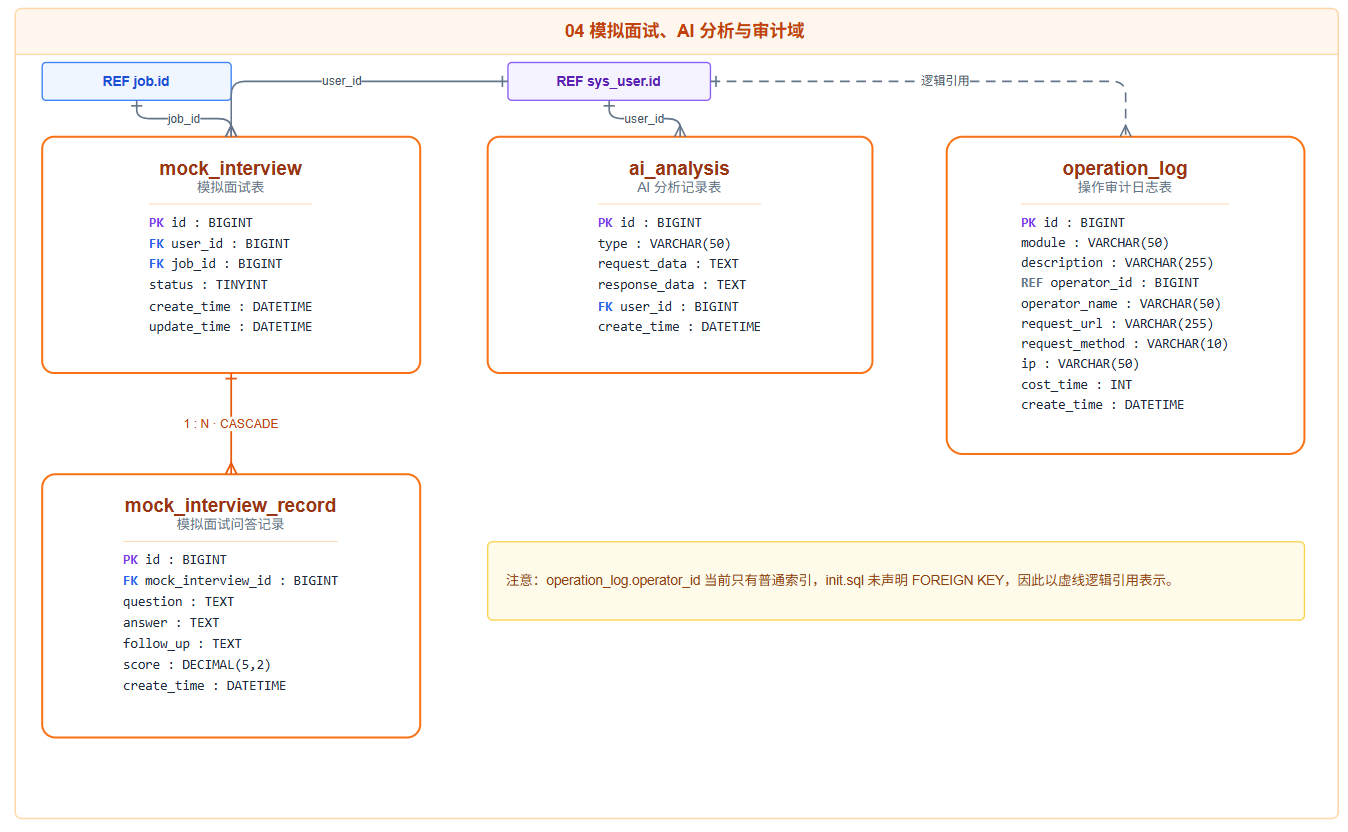 04 模拟面试、AI 分析与审计域
REF job.id
user_id
REF sys_user.id
逻辑引用
job_id
user_id
mock_interview
模拟面试表
PK id : BIGINT
FK user_id : BIGINT
FK job_id : BIGINT
status : TINYINT
create_time : DATETIME
update_time : DATETIME
ai_analysis
AI 分析记录表
PK id : BIGINT
type : VARCHAR(50)
request_data : TEXT
response_data : TEXT
FK user_id : BIGINT
create_time : DATETIME
operation_log
操作审计日志表
PK id : BIGINT
module : VARCHAR(50)
description : VARCHAR(255)
REF operator_id : BIGINT
operator_name : VARCHAR(50)
request_url : VARCHAR(255)
request_method : VARCHAR(10)
ip : VARCHAR(50)
cost_time : INT
create_time : DATETIME
1 : N · CASCADE
mock_interview_record
模拟面试问答记录
PK id : BIGINT
FK mock_interview_id : BIGINT
question : TEXT
answer : TEXT
follow_up : TEXT
score : DECIMAL(5,2)
create_time : DATETIME
注意：operation_log.operator_id 当前只有普通索引，init.sql 未声明 FOREIGN KEY，因此以虚线逻辑引用表示。